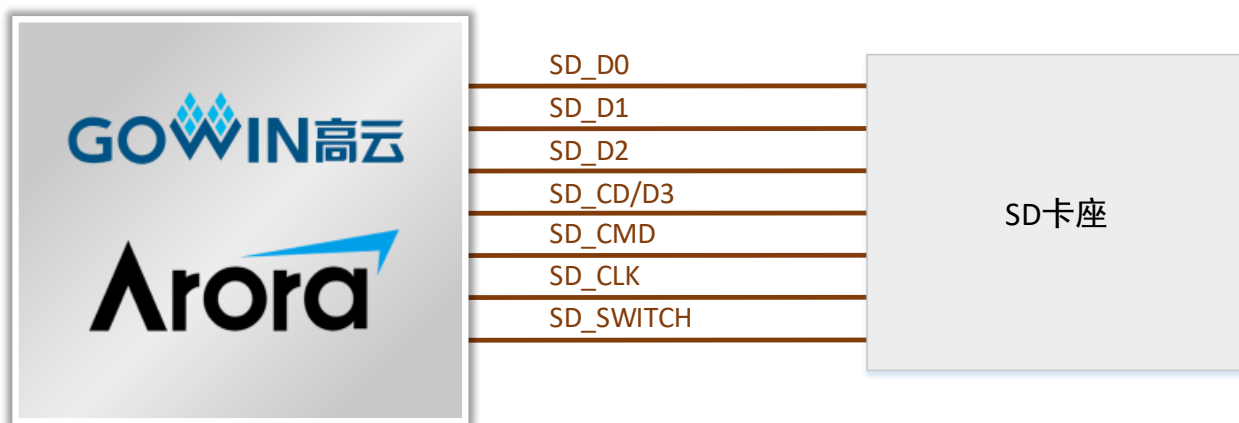 GOWIN高云
Arora
SD_D0
SD_D1
SD_D2
SD_CD/D3
SD_CMD
SD_CLK
SD_SWITCH
SD卡座